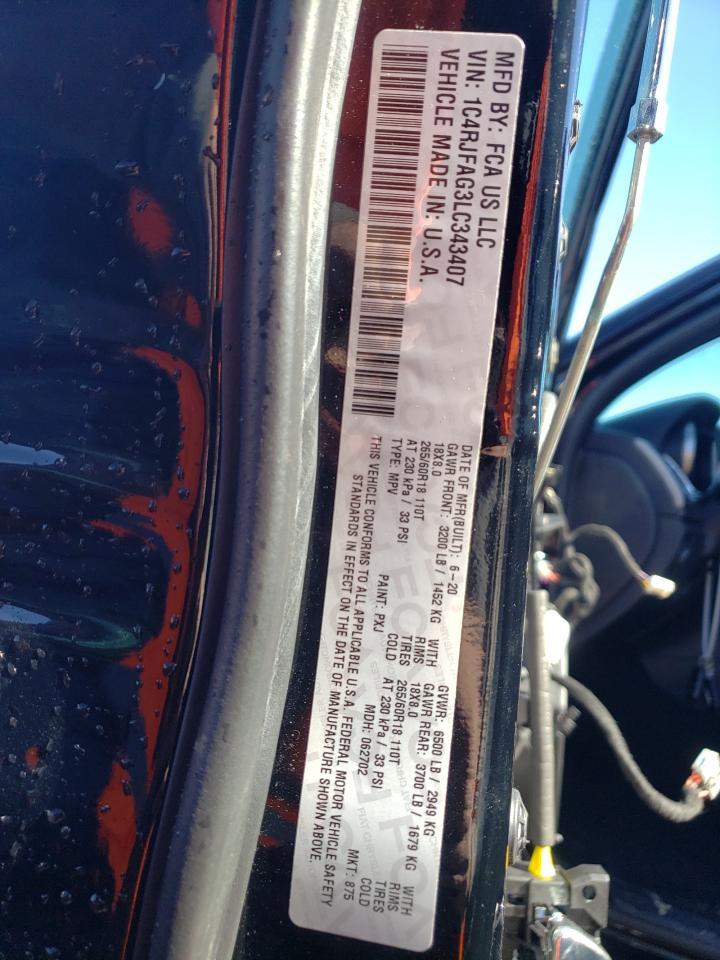 MFD BY: FCA US LLC
VIN: 1C4RJFAG3LC343407
VEHICLE MADE IN: U.S.A.
DATE OF MFR(BUILT): 6-20 GVWR: 6500 LB / 2949 KG
GAWR FRONT: 3200 LB / 1452 KG WITH GAWR REAR: 3700 LB / 1679 KG WITH
18X8.0 RIMS 18X8.0 RIMS
265/60R18 110T TIRES 265/60R18 110T TIRES
AT 230 kPa / 33 PSI COLD AT 230 kPa / 33 PSI COLD
TYPE: MPV PAINT: PXJ MDH: 062702 MKT: 875
THIS VEHICLE CONFORMS TO ALL APPLICABLE U.S.A. FEDERAL MOTOR VEHICLE SAFETY
STANDARDS IN EFFECT ON THE DATE OF MANUFACTURE SHOWN ABOVE.